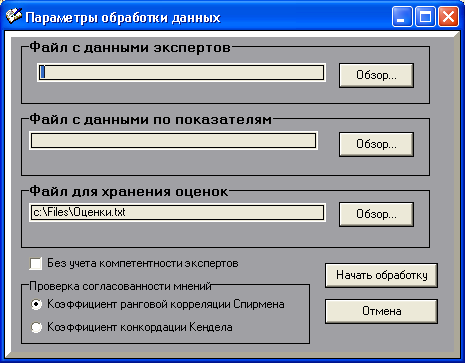 Параметры обработки данных
Файл с данными экспертов
Обзор...
Файл с данными по показателям
Обзор...
Файл для хранения оценок
c:\Files\Оценки.txt
Обзор...
Без учета компетентности экспертов
Проверка согласованности мнений
Коэффициент ранговой корреляции Спирмена
Коэффициент конкордации Кендела
Начать обработку
Отмена